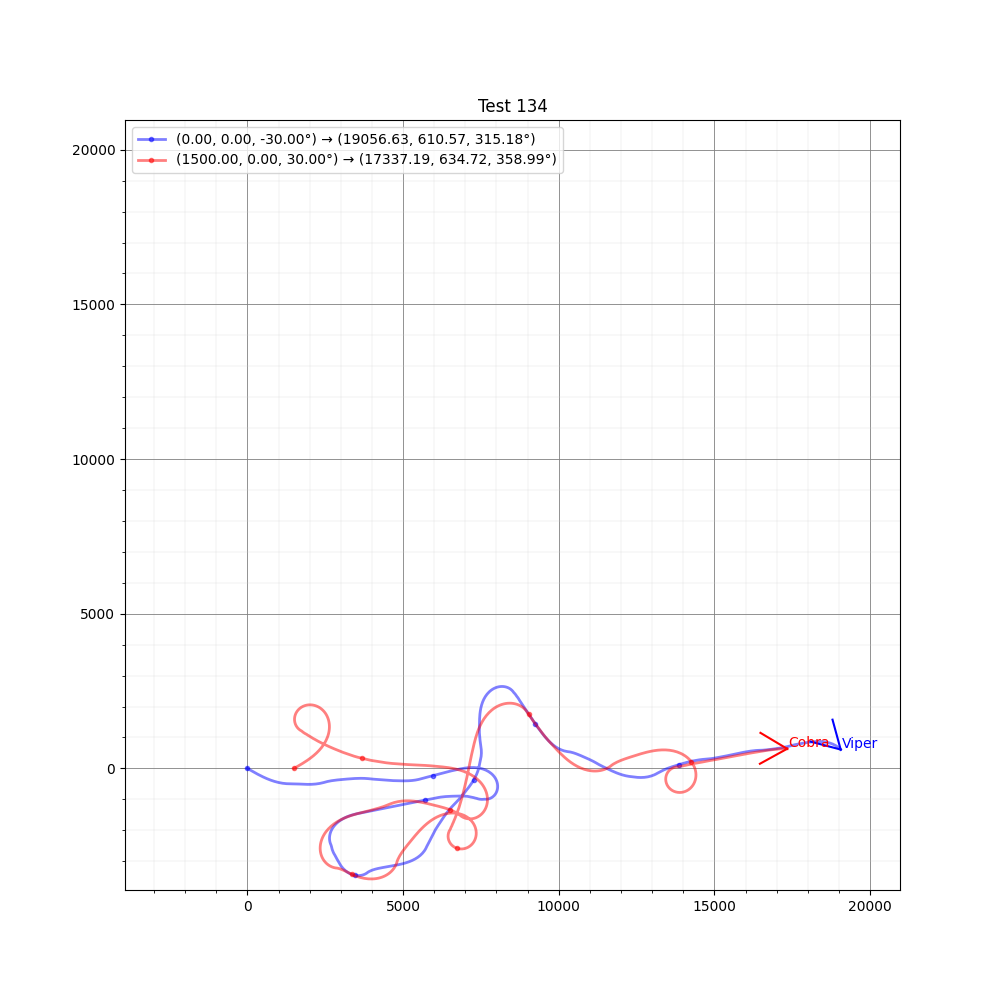 Test 134
(0.00, 0.00, -30.00°) → (19056.63, 610.57, 315.18°)
(1500.00, 0.00, 30.00°) → (17337.19, 634.72, 358.99°)
20000
15000
10000
5000
0
Cobra
Viper
0 5000 10000 15000 20000